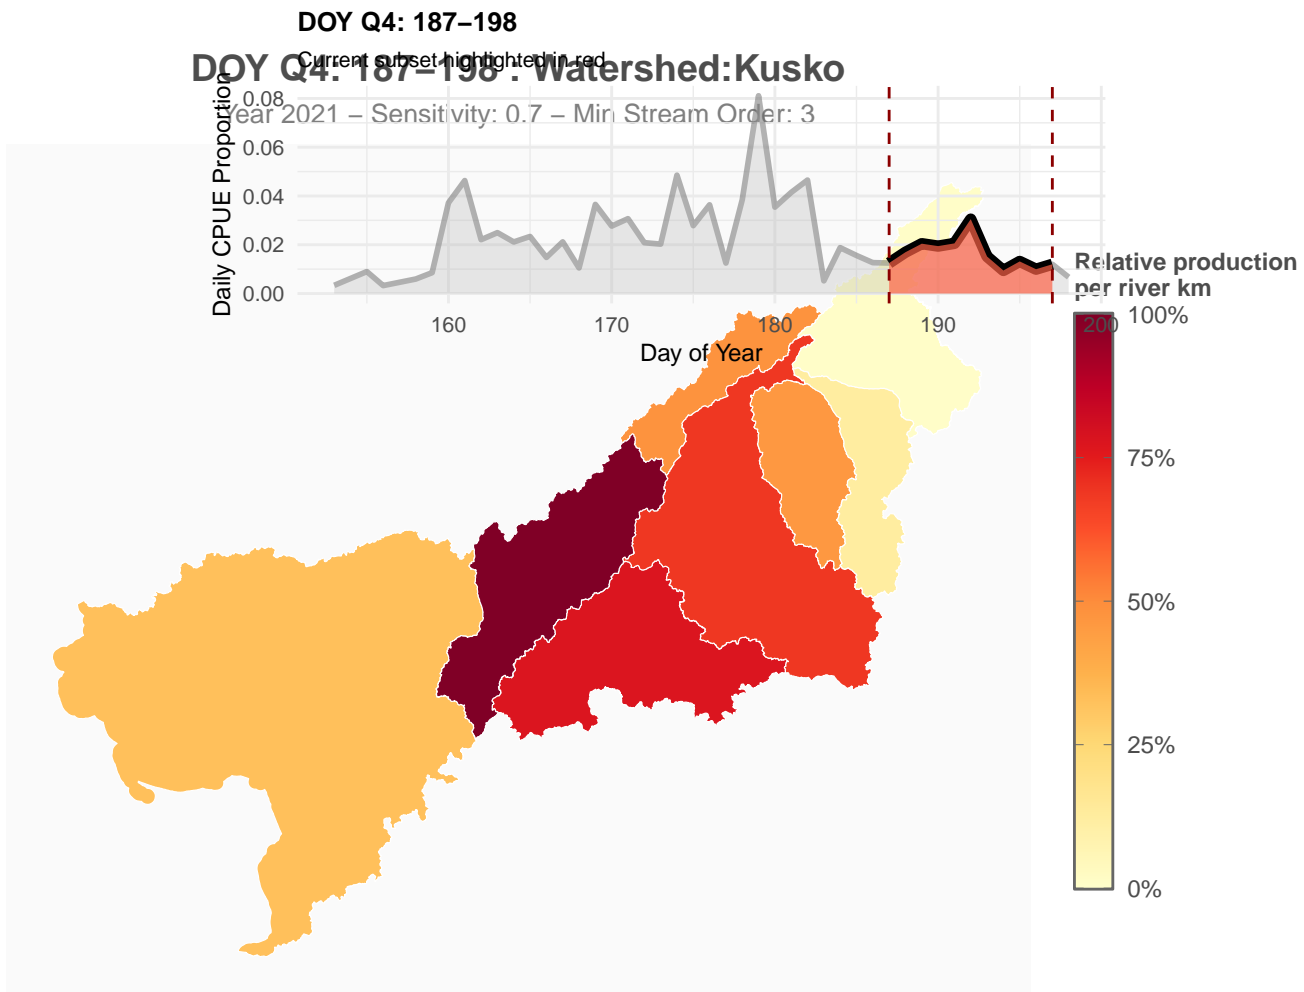 DOY Q4: 187–198
Current subset highlighted in red
DOY Q4: 187–198 : Watershed:Kusko
Year 2021 – Sensitivity: 0.7 – Min Stream Order: 3
Daily CPUE Proportion
0.08
0.06
0.04
0.02
0.00
160
170
180
190
200
Day of Year
Relative production
per river km
100%
75%
50%
25%
0%